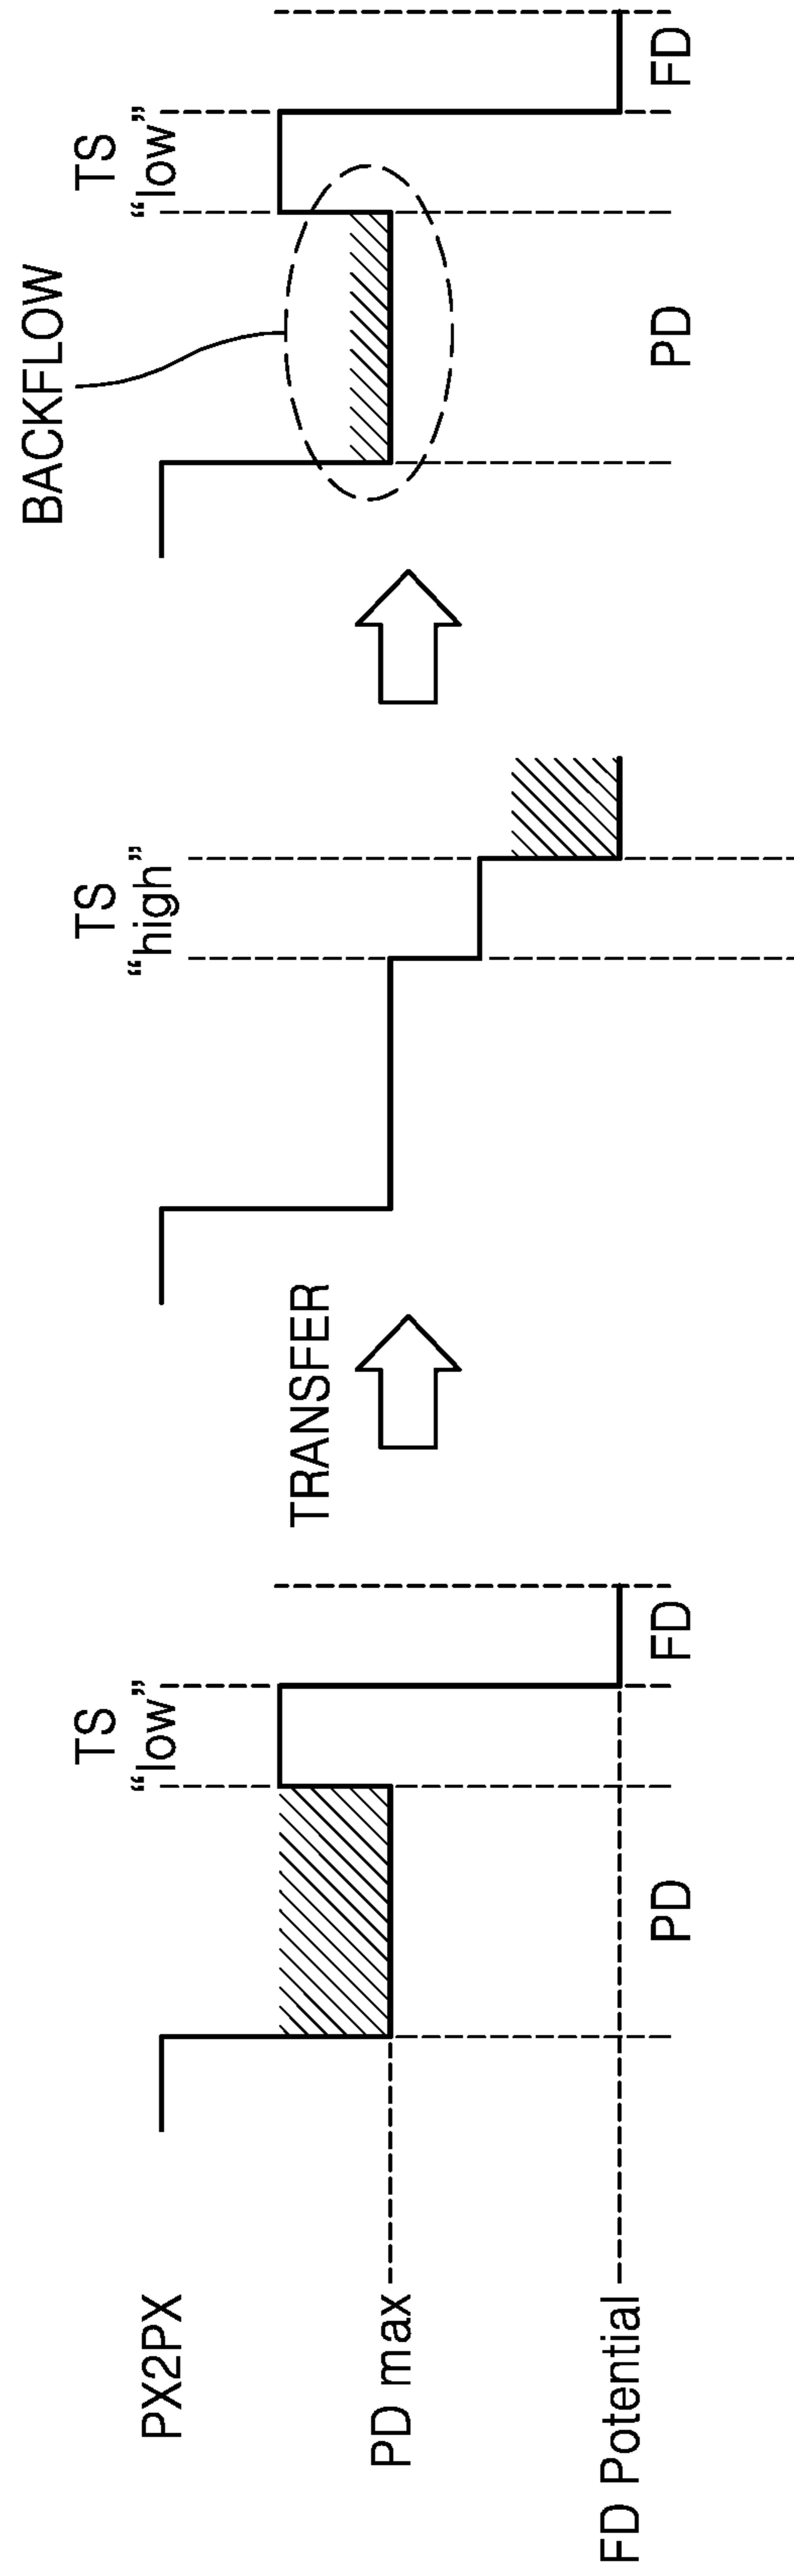 PX2PX
PD max
FD Potential
TS
“low”
PD
FD
TRANSFER
TS
“high”
BACKFLOW
TS
“low”
PD
FD